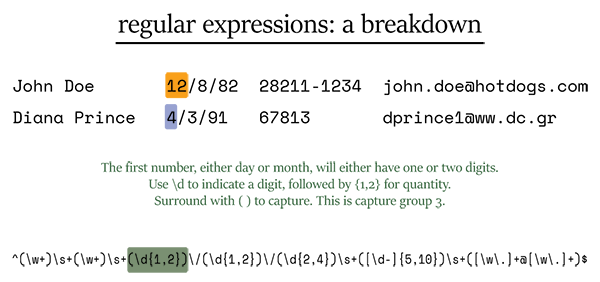 regular expressions: a breakdown
John Doe 12/8/82 28211-1234 john.doe@hotdogs.com
Diana Prince 4/3/91 67813 dprince1@ww.dc.gr
The first number, either day or month, will either have one or two digits.
Use \d to indicate a digit, followed by {1,2} for quantity.
Surround with ( ) to capture. This is capture group 3.
^(\w+)\s+(\w+)\s+(\d{1,2})\/(\d{1,2})\/(\d{2,4})\s+([\d-]{5,10})\s+([\w\.]+@[\w\.]+)$